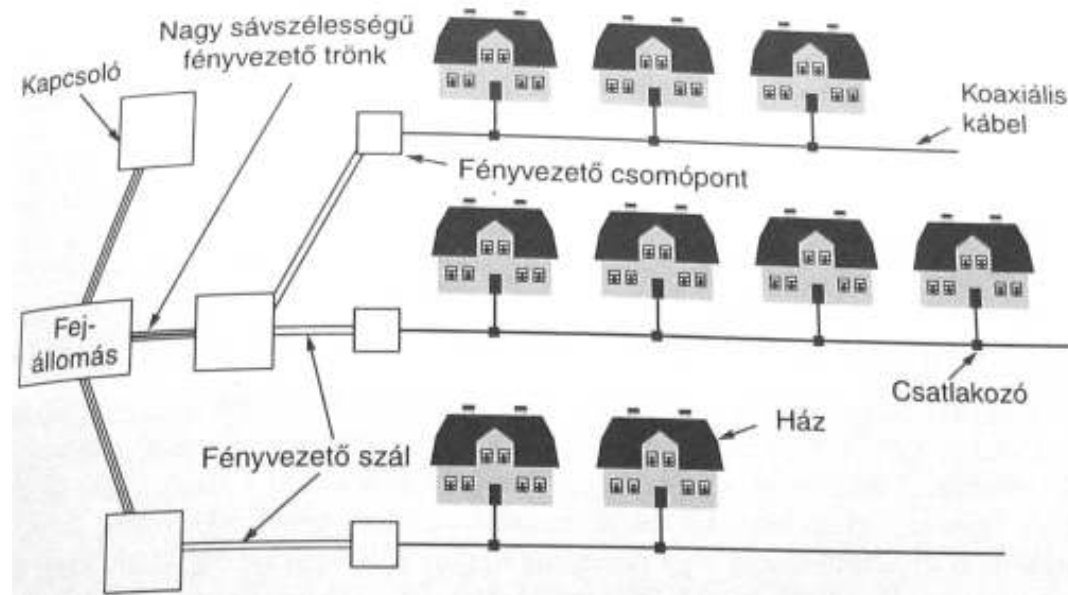 Nagy sávszélességű
fényvezető trönk
Kapcsoló
Koaxiális
kábel
Fényvezető csomópont
Fej-
állomás
Csatlakozó
Ház
Fényvezető szál